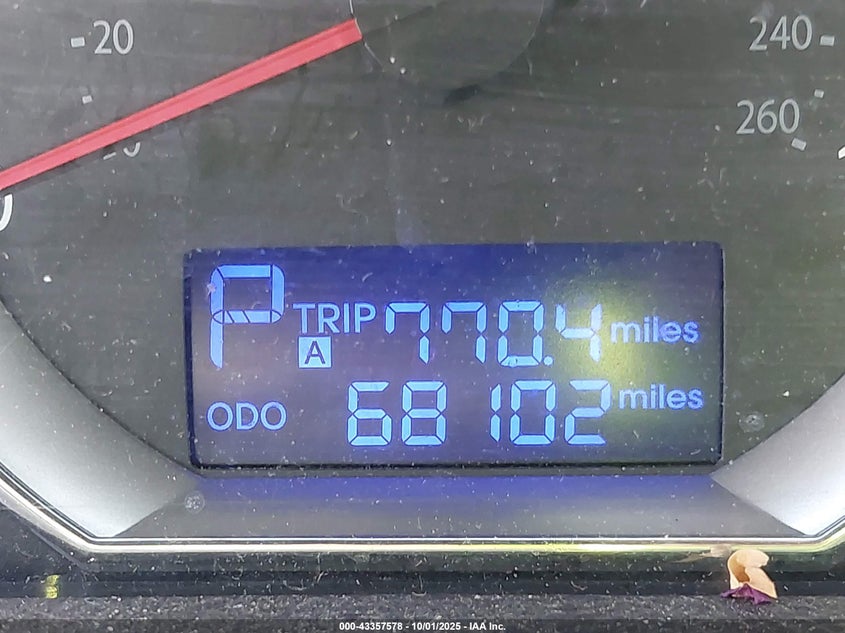 20
240
260
P TRIP A 770.4 miles
ODO 68102 miles
000-43357578 - 10/01/2025 - IAA Inc.